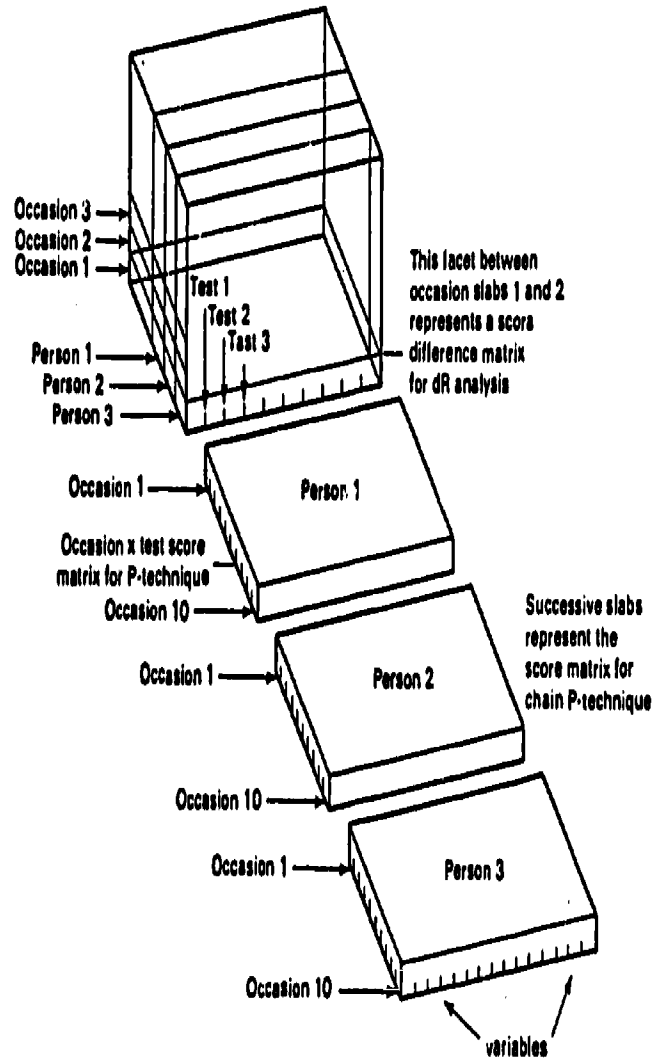 Occasion 3
Occasion 2
Occasion 1
Test 1
Test 2
Tast 3
This facet between
occasion slabs 1 and 2
represents a scora
difference matrix
for dR analysis
Person 1
Person 2
Person 3
Occasion 1
Person 1
Occasion x test score
matrix for P-technique
Occasion 10
Successive slabs
represent the
score matrix for
chain P-technique
Occasion 1
Person 2
Occasion 10
Occasion 1
Person 3
Occasion 10
variables